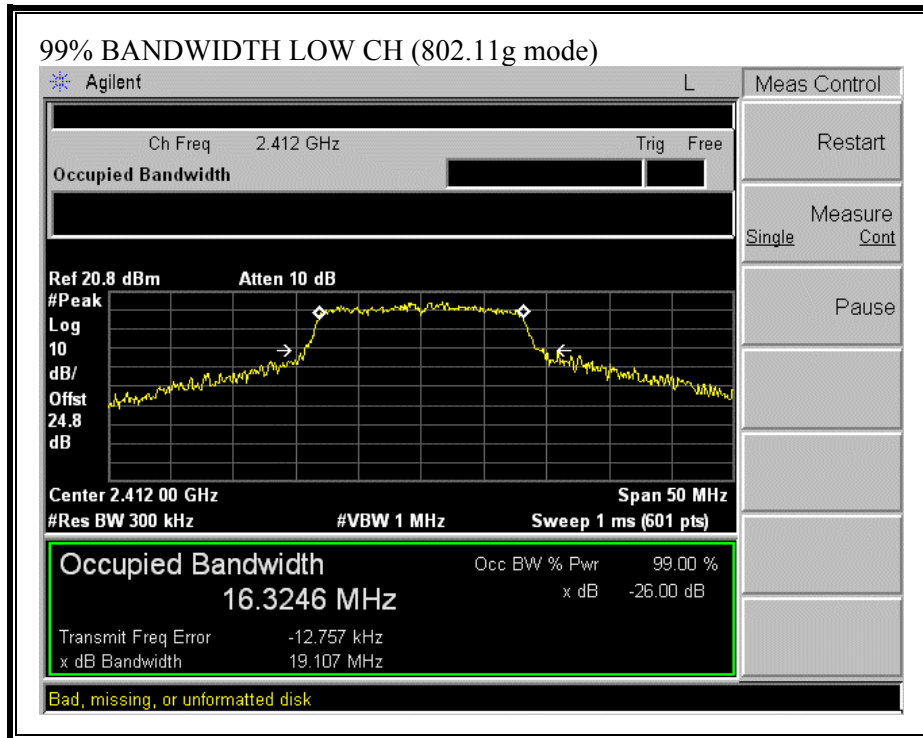 99% BANDWIDTH LOW CH (802.11g mode)
Agilent L Meas Control
Ch Freq 2.412 GHz Trig Free
Occupied Bandwidth
Restart
Measure
Single Cont
Pause
Ref 20.8 dBm Atten 10 dB
#Peak
Log
10
dB/
Offst
24.8
dB
Center 2.412 00 GHz Span 50 MHz
#Res BW 300 kHz #VBW 1 MHz Sweep 1 ms (601 pts)
Occupied Bandwidth Occ BW % Pwr 99.00 %
16.3246 MHz x dB -26.00 dB
Transmit Freq Error -12.757 kHz
x dB Bandwidth 19.107 MHz
Bad, missing, or unformatted disk